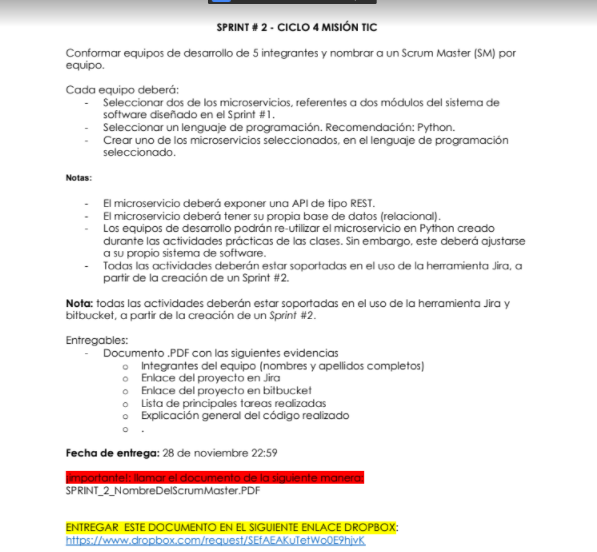 SPRINT # 2 - CICLO 4 MISIÓN TIC
Conformar equipos de desarrollo de 5 integrantes y nombrar a un Scrum Master (SM) por
equipo.
Cada equipo deberá:
- Seleccionar dos de los microservicios, referentes a dos módulos del sistema de
software diseñado en el Sprint #1.
- Seleccionar un lenguaje de programación. Recomendación: Python.
- Crear uno de los microservicios seleccionados, en el lenguaje de programación
seleccionado.
Notas:
- El microservicio deberá exponer una API de tipo REST.
- El microservicio deberá tener su propia base de datos (relacional).
- Los equipos de desarrollo podrán re-utilizar el microservicio en Python creado
durante las actividades prácticas de las clases. Sin embargo, este deberá ajustarse
a su propio sistema de software.
- Todas las actividades deberán estar soportadas en el uso de la herramienta Jira, a
partir de la creación de un Sprint #2.
Nota: todas las actividades deberán estar soportadas en el uso de la herramienta Jira y
bitbucket, a partir de la creación de un Sprint #2.
Entregables:
- Documento .PDF con las siguientes evidencias
o Integrantes del equipo (nombres y apellidos completos)
o Enlace del proyecto en Jira
o Enlace del proyecto en bitbucket
o Lista de principales tareas realizadas
o Explicación general del código realizado
o .
Fecha de entrega: 28 de noviembre 22:59
¡Importante!: llamar el documento de la siguiente manera:
SPRINT_2_NombreDelScrumMaster.PDF
ENTREGAR ESTE DOCUMENTO EN EL SIGUIENTE ENLACE DROPBOX:
https://www.dropbox.com/request/SEfAEAKuTetWo0E9hjvK